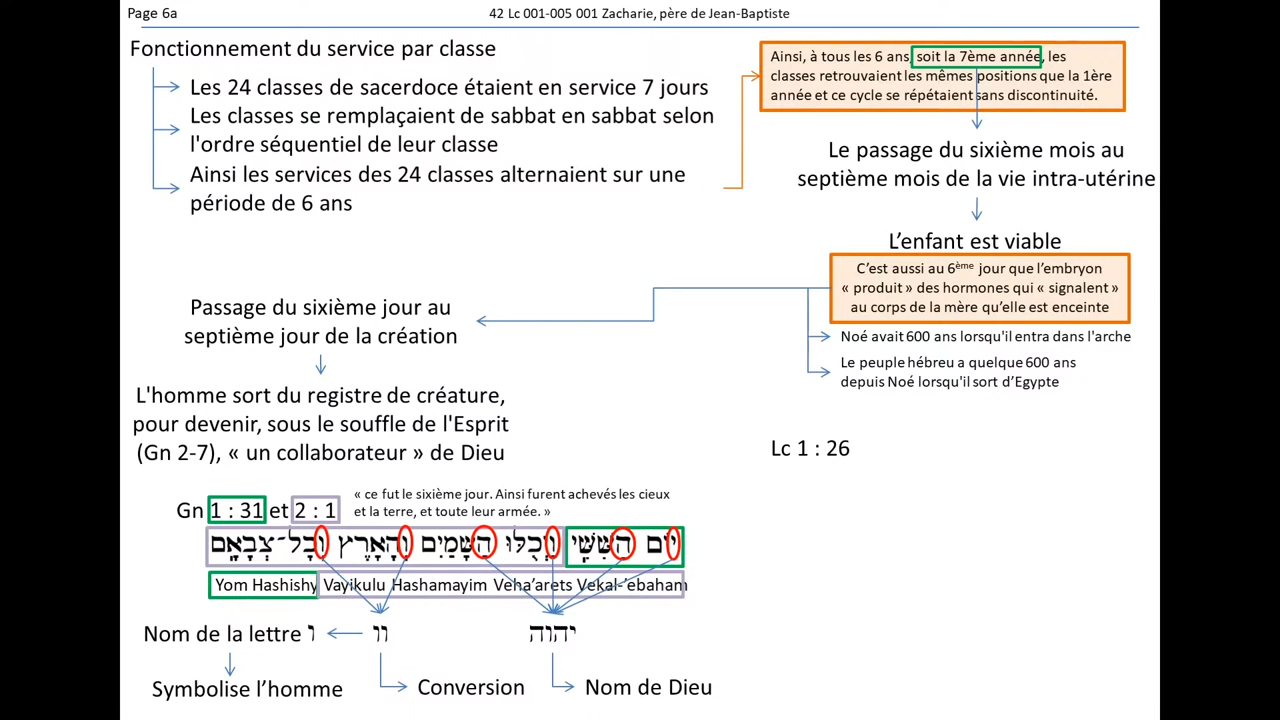 Page 6a
42 Lc 001-005 001 Zacharie, père de Jean-Baptiste
Fonctionnement du service par classe
Les 24 classes de sacerdoce étaient en service 7 jours
Les classes se remplaçaient de sabbat en sabbat selon
l'ordre séquentiel de leur classe
Ainsi les services des 24 classes alternaient sur une
période de 6 ans
Ainsi, à tous les 6 ans, soit la 7ème année, les
classes retrouvaient les mêmes positions que la 1ère
année et ce cycle se répétaient sans discontinuité.
Le passage du sixième mois au
septième mois de la vie intra-utérine
L’enfant est viable
C’est aussi au 6ème jour que l’embryon
« produit » des hormones qui « signalent »
au corps de la mère qu’elle est enceinte
Noé avait 600 ans lorsqu'il entra dans l'arche
Le peuple hébreu a quelque 600 ans
depuis Noé lorsqu'il sort d’Egypte
Passage du sixième jour au
septième jour de la création
L'homme sort du registre de créature,
pour devenir, sous le souffle de l'Esprit
(Gn 2-7), « un collaborateur » de Dieu
Lc 1 : 26
Gn 1 : 31 et 2 : 1
« ce fut le sixième jour. Ainsi furent achevés les cieux
et la terre, et toute leur armée. »
יוֹם הַשִּׁשִּֽׁי וַיְכֻלּוּ הַשָּׁמַיִם וְהָאָרֶץ וְכָל־צְבָאָֽם
Yom Hashishy Vayikulu Hashamayim Veha’arets Vekal-’ebaham
Nom de la lettre ו
וו
יהוה
Symbolise l’homme
Conversion
Nom de Dieu